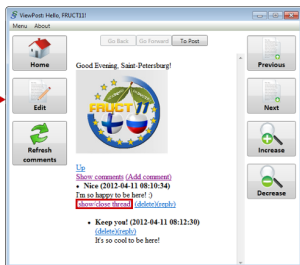 ViewPost: Hello, FRUCT11!
Menu About
Go Back Go Forward To Post
Home
Edit
Refresh
comments
Good Evening, Saint-Petersburg!
FRUCT 11
Up
Show comments (Add comment)
• Nice (2012-04-11 08:10:34)
I'm so happy to be here! :)
show/close thread (delete)(reply)
• Keep you! (2012-04-11 08:12:30)
(delete)(reply)
It's so cool to be here!
Previous
Next
Increase
Decrease